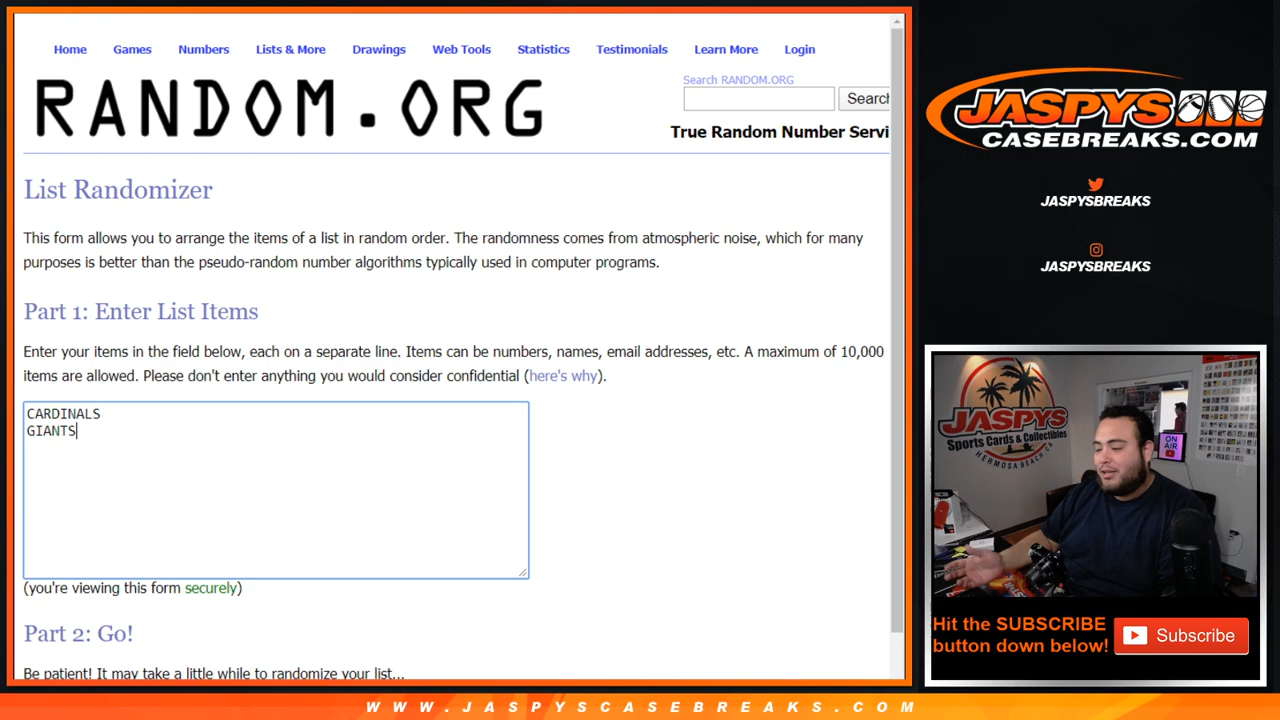 Home Games Numbers Lists & More Drawings Web Tools Statistics Testimonials Learn More Login
RANDOM.ORG
Search RANDOM.ORG
Search
True Random Number Servi
List Randomizer
This form allows you to arrange the items of a list in random order. The randomness comes from atmospheric noise, which for many
purposes is better than the pseudo-random number algorithms typically used in computer programs.
Part 1: Enter List Items
Enter your items in the field below, each on a separate line. Items can be numbers, names, email addresses, etc. A maximum of 10,000
items are allowed. Please don't enter anything you would consider confidential (here's why).
CARDINALS
GIANTS
(you're viewing this form securely)
Part 2: Go!
Be patient! It may take a little while to randomize your list...
JASPYS
CASEBREAKS.COM
JASPYSBREAKS
JASPYSBREAKS
JASPYS
Sports Cards & Collectibles
HERMOSA BEACH, CA
ON
AIR
Hit the SUBSCRIBE
button down below!
Subscribe
WWW.JASPYSCASEBREAKS.COM